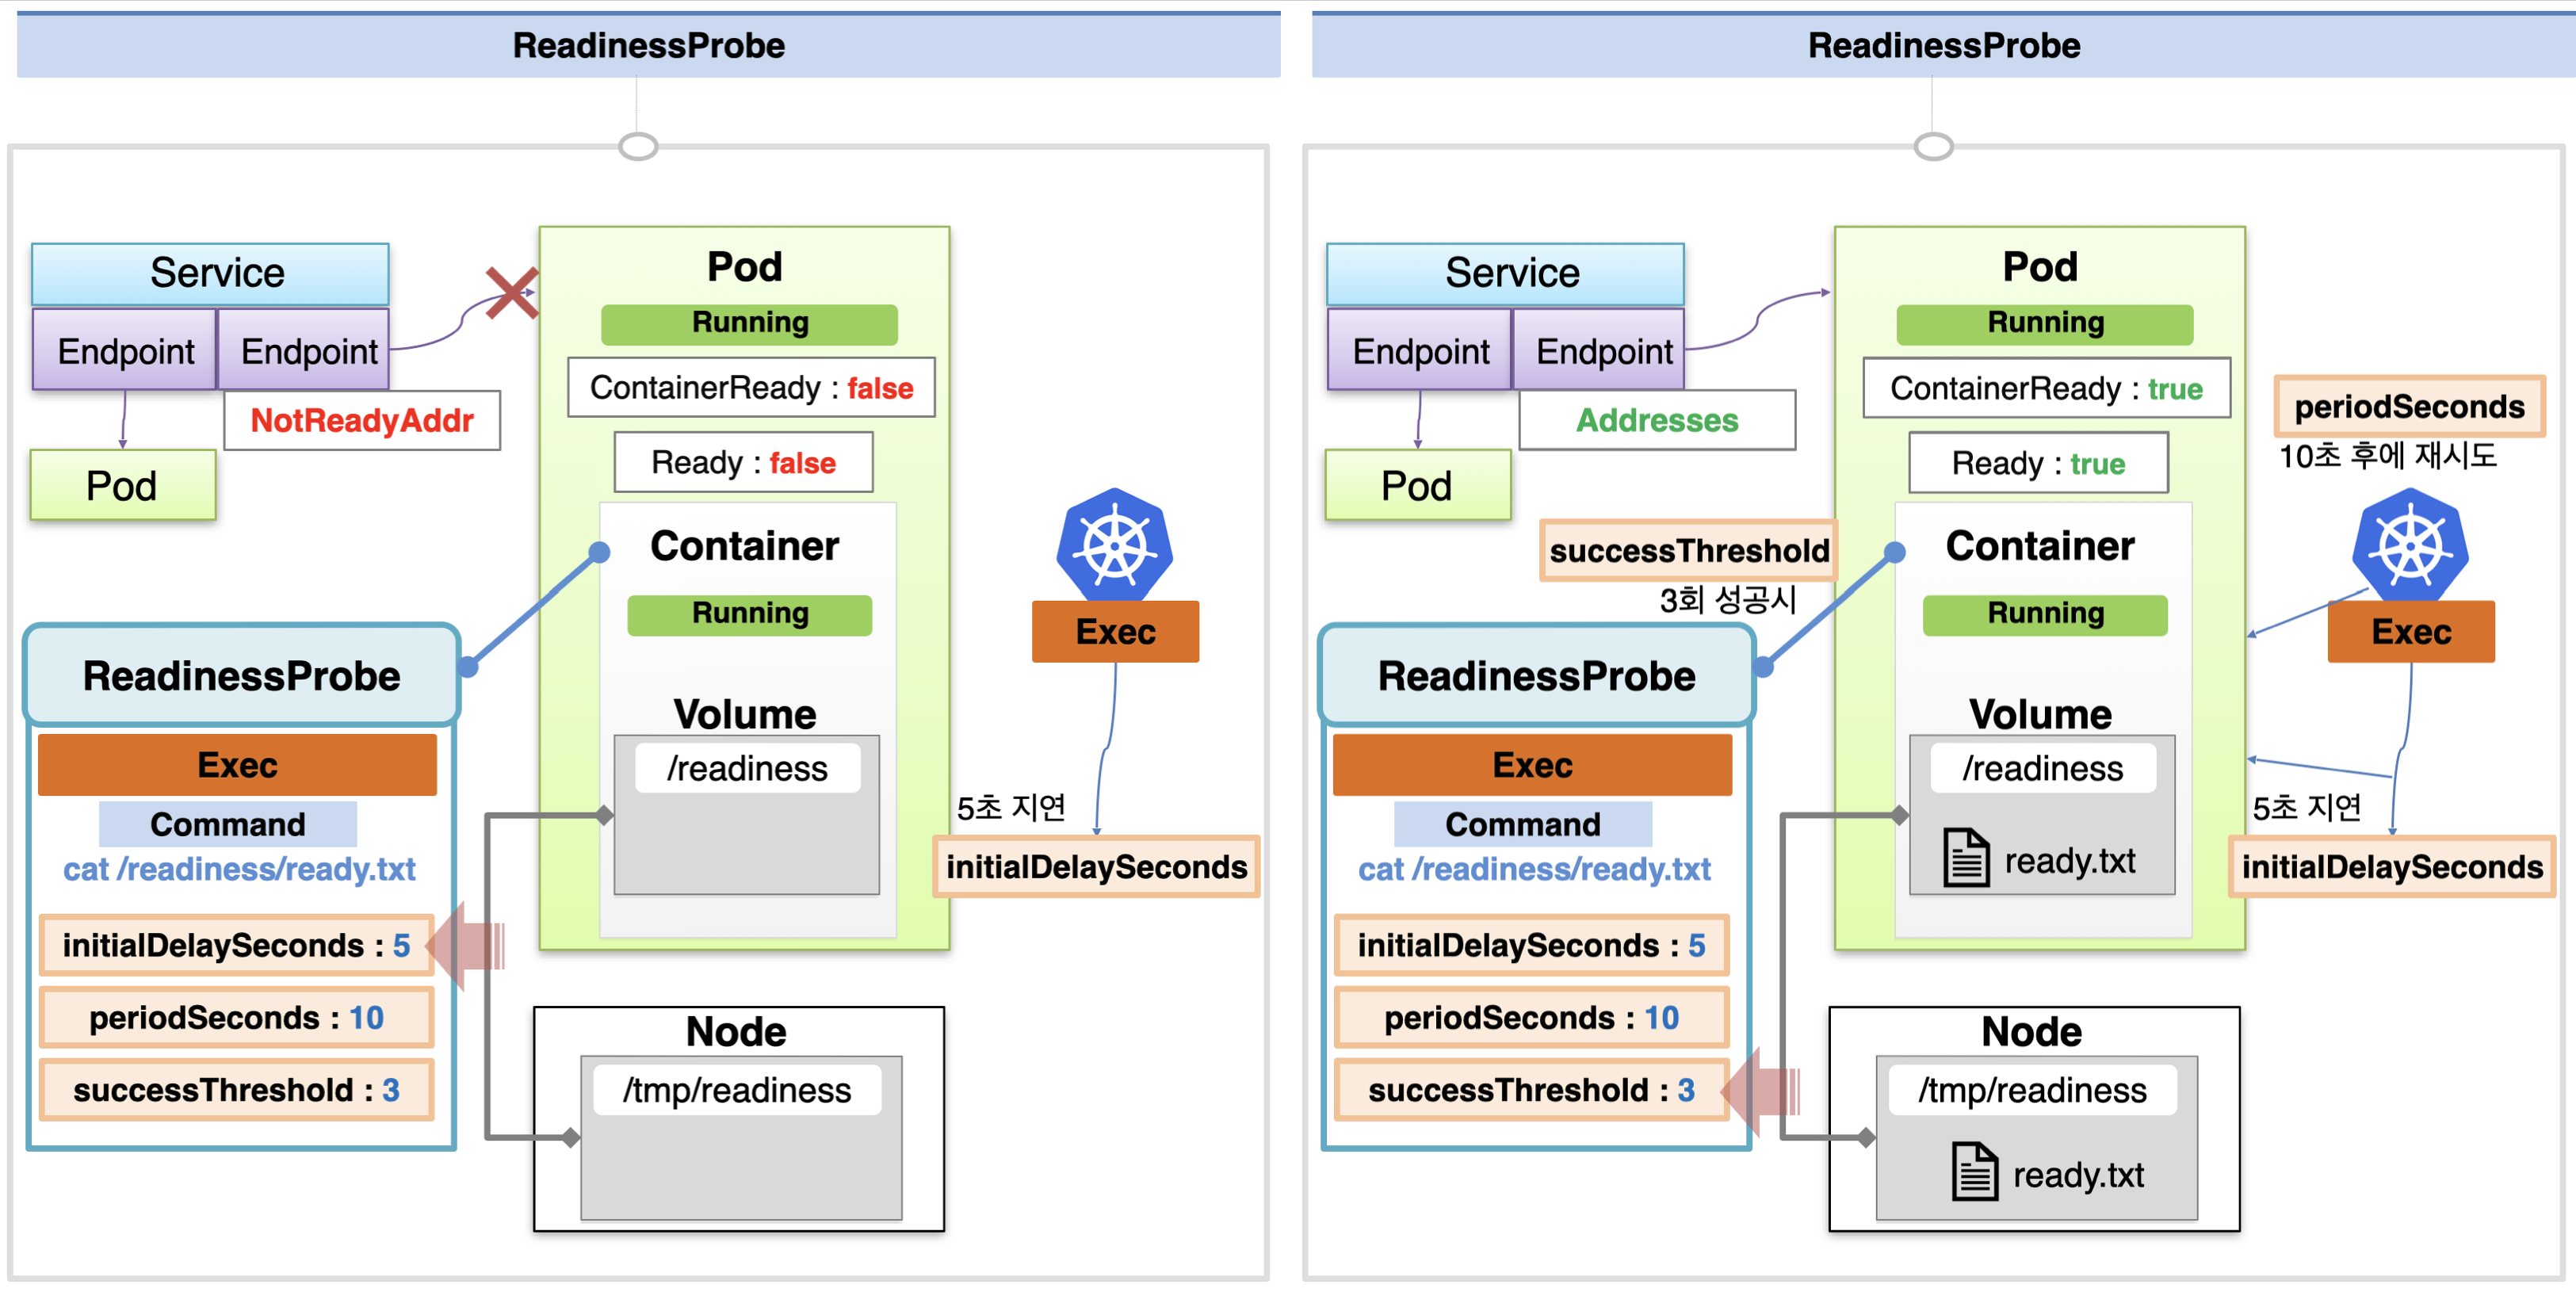 ReadinessProbe
Service
Endpoint
Endpoint
NotReadyAddr
Pod
Pod
Running
ContainerReady : false
Ready : false
Container
Running
Volume
/readiness
Exec
5초 지연
initialDelaySeconds
ReadinessProbe
Exec
Command
cat /readiness/ready.txt
initialDelaySeconds : 5
periodSeconds : 10
successThreshold : 3
Node
/tmp/readiness
ReadinessProbe
Service
Endpoint
Endpoint
Addresses
Pod
Pod
Running
ContainerReady : true
Ready : true
periodSeconds
10초 후에 재시도
successThreshold
3회 성공시
Container
Running
Volume
/readiness
ready.txt
Exec
5초 지연
initialDelaySeconds
ReadinessProbe
Exec
Command
cat /readiness/ready.txt
initialDelaySeconds : 5
periodSeconds : 10
successThreshold : 3
Node
/tmp/readiness
ready.txt